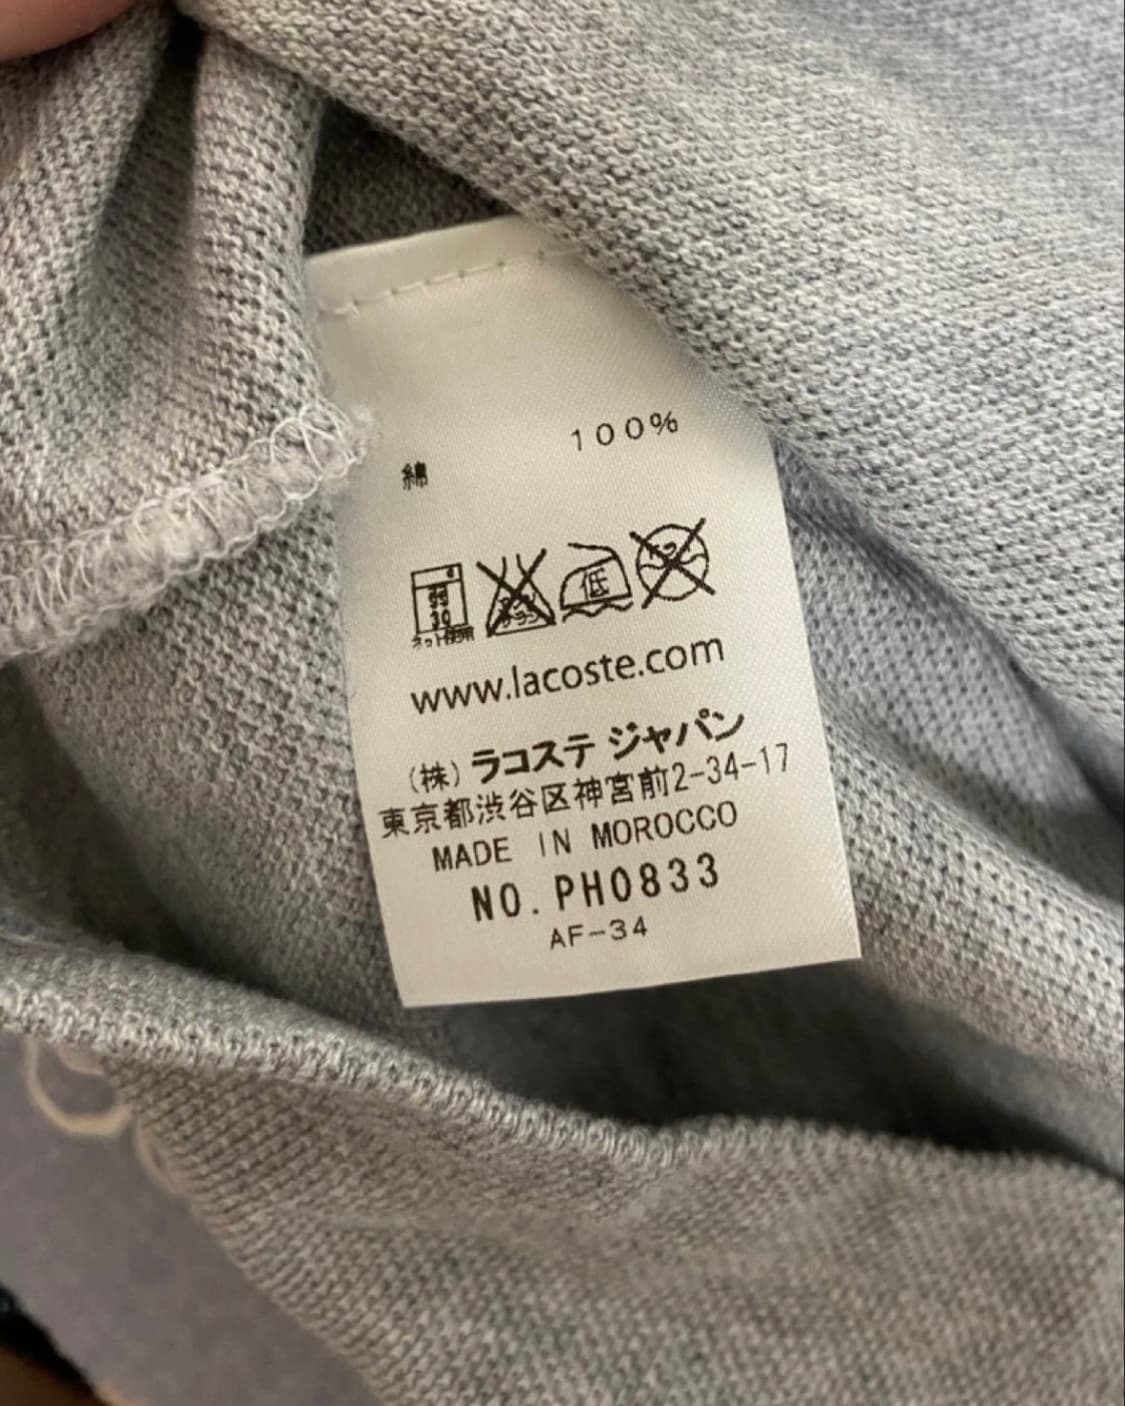 100%
綿
低
www.lacoste.com
(株) ラコステ ジャパン
東京都渋谷区神宮前2-34-17
MADE IN MOROCCO
NO. PH0833
AF-34